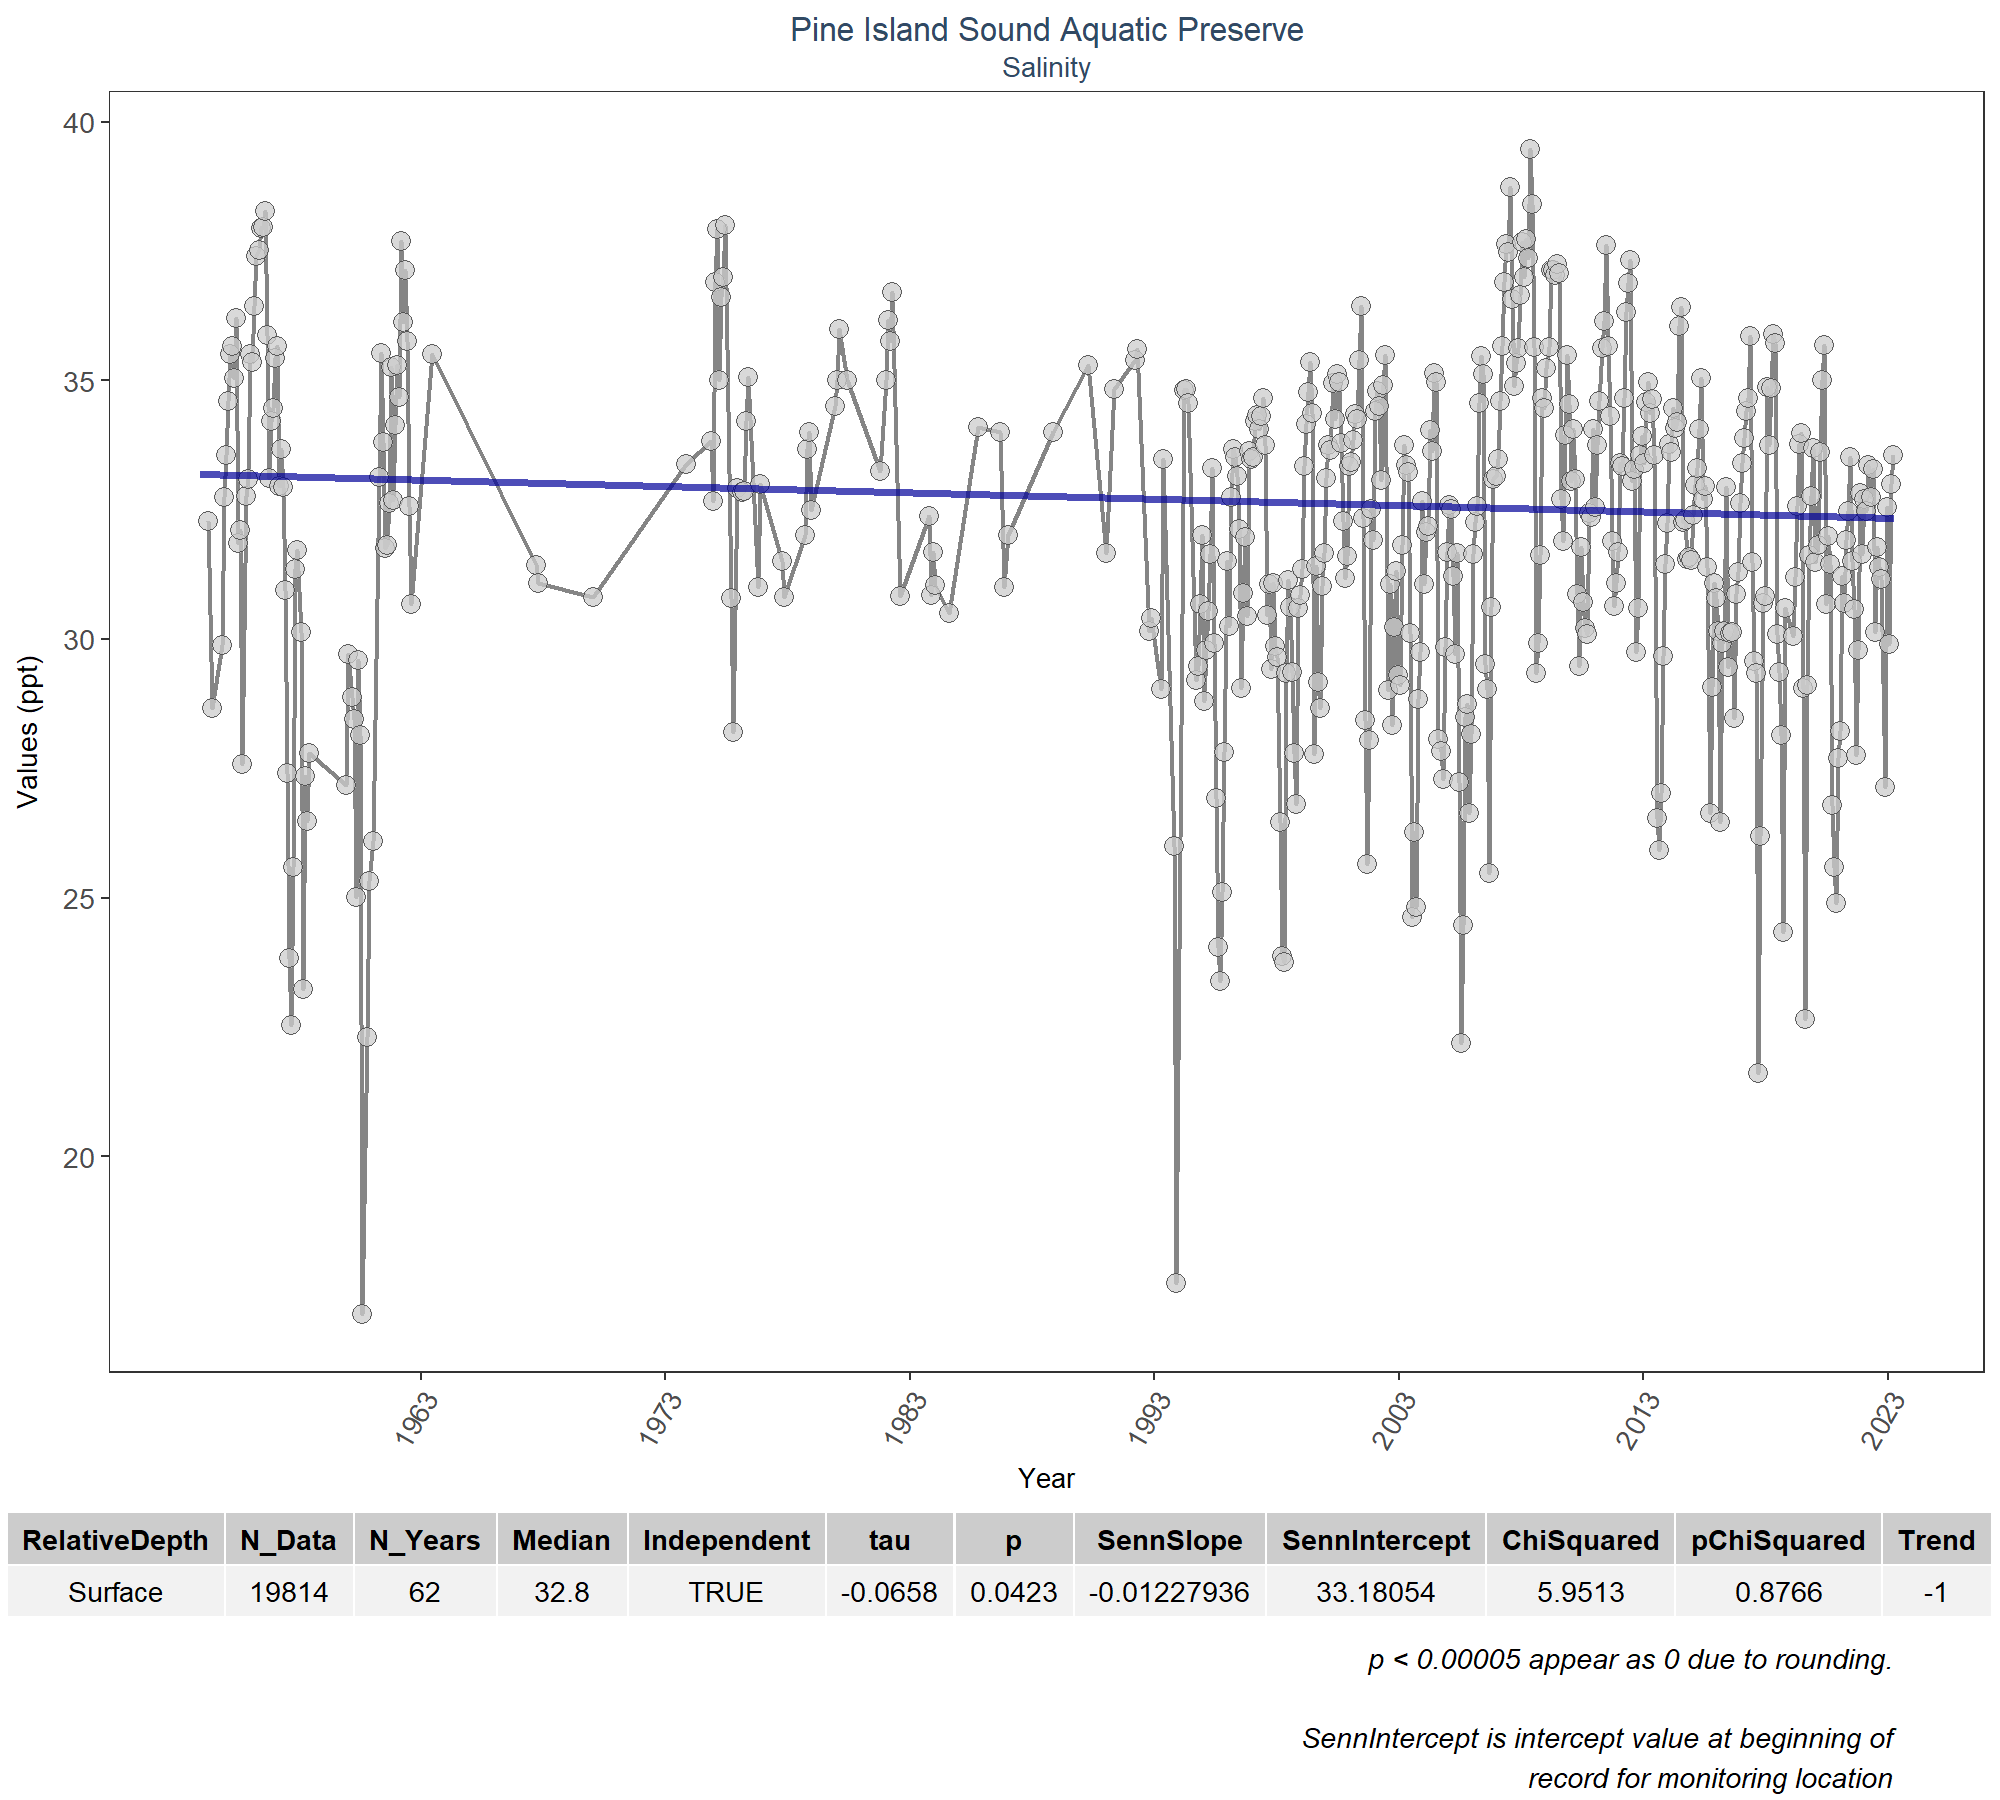 Pine Island Sound Aquatic Preserve
Salinity
40
35
30
25
20
Values (ppt)
1963 1973 1983 1993 2003 2013 2023
Year
RelativeDepth N_Data N_Years Median Independent tau p SennSlope SennIntercept ChiSquared pChiSquared Trend
Surface 19814 62 32.8 TRUE -0.0658 0.0423 -0.01227936 33.18054 5.9513 0.8766 -1
p < 0.00005 appear as 0 due to rounding.
SennIntercept is intercept value at beginning of
record for monitoring location